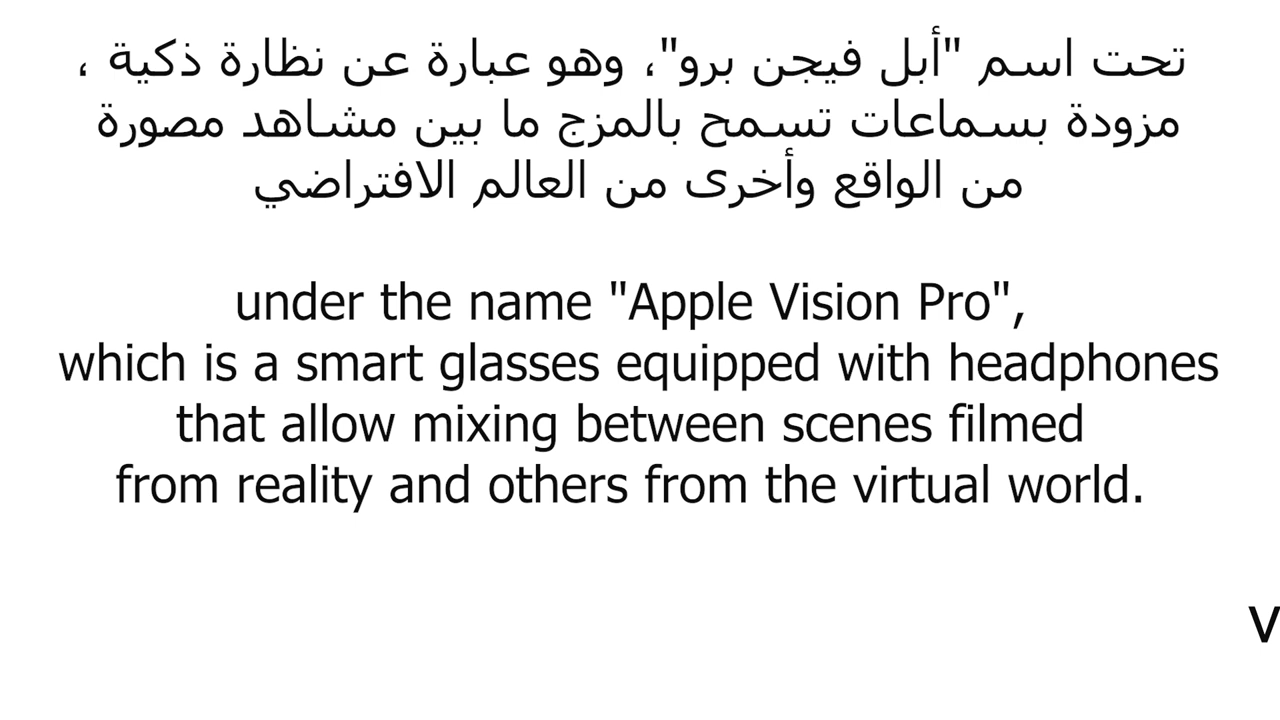 تحت اسم "أبل فيجن برو"، وهو عبارة عن نظارة ذكية ،
مزودة بسماعات تسمح بالمزج ما بين مشاهد مصورة
من الواقع وأخرى من العالم الافتراضي
under the name "Apple Vision Pro",
which is a smart glasses equipped with headphones
that allow mixing between scenes filmed
from reality and others from the virtual world.